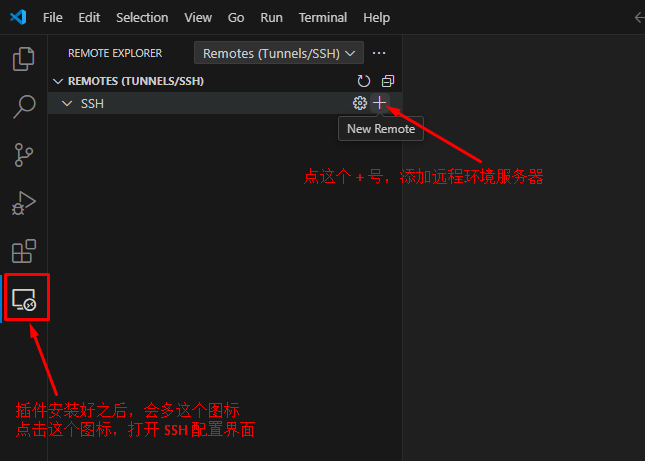 File Edit Selection View Go Run Terminal Help
REMOTE EXPLORER Remotes (Tunnels/SSH)
REMOTES (TUNNELS/SSH)
SSH
New Remote
点这个 + 号，添加远程环境服务器
插件安装好之后，会多这个图标
点击这个图标，打开 SSH 配置界面